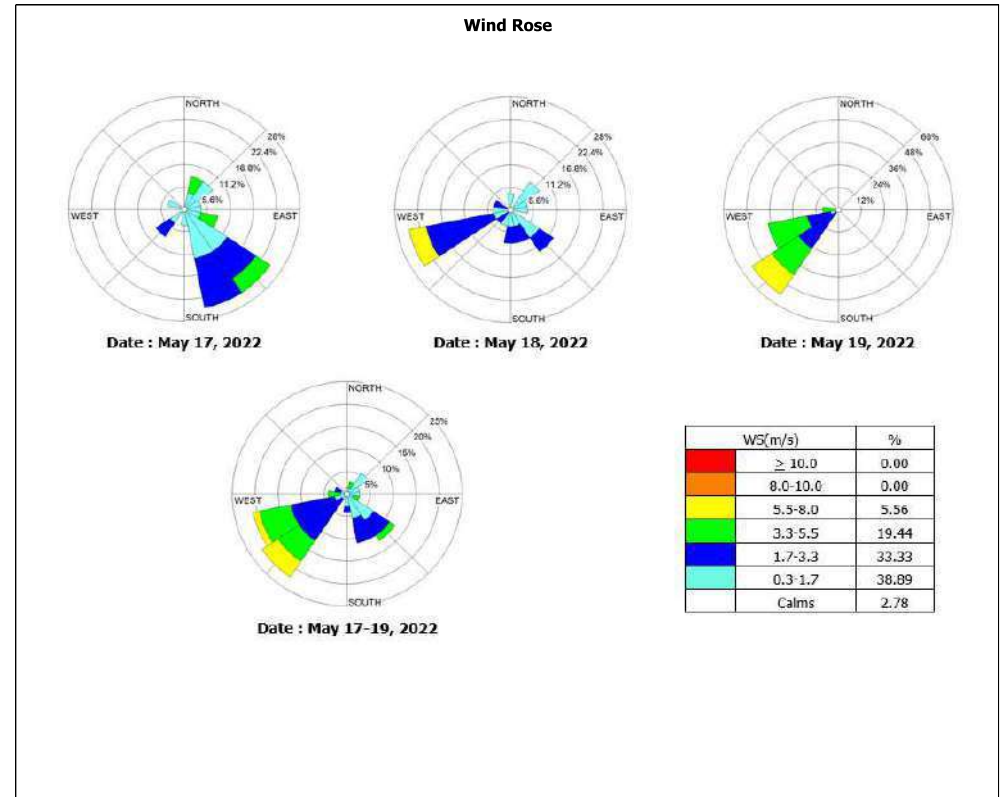 Wind Rose
NORTH
28%
22.4%
16.8%
11.2%
5.6%
WEST
EAST
SOUTH
Date : May 17, 2022
NORTH
28%
22.4%
16.8%
11.2%
5.6%
WEST
EAST
SOUTH
Date : May 18, 2022
NORTH
60%
48%
36%
24%
12%
WEST
EAST
SOUTH
Date : May 19, 2022
NORTH
25%
20%
15%
10%
5%
WEST
EAST
SOUTH
Date : May 17-19, 2022
WS(m/s) %
≥ 10.0 0.00
8.0-10.0 0.00
5.5-8.0 5.56
3.3-5.5 19.44
1.7-3.3 33.33
0.3-1.7 38.89
Calms 2.78